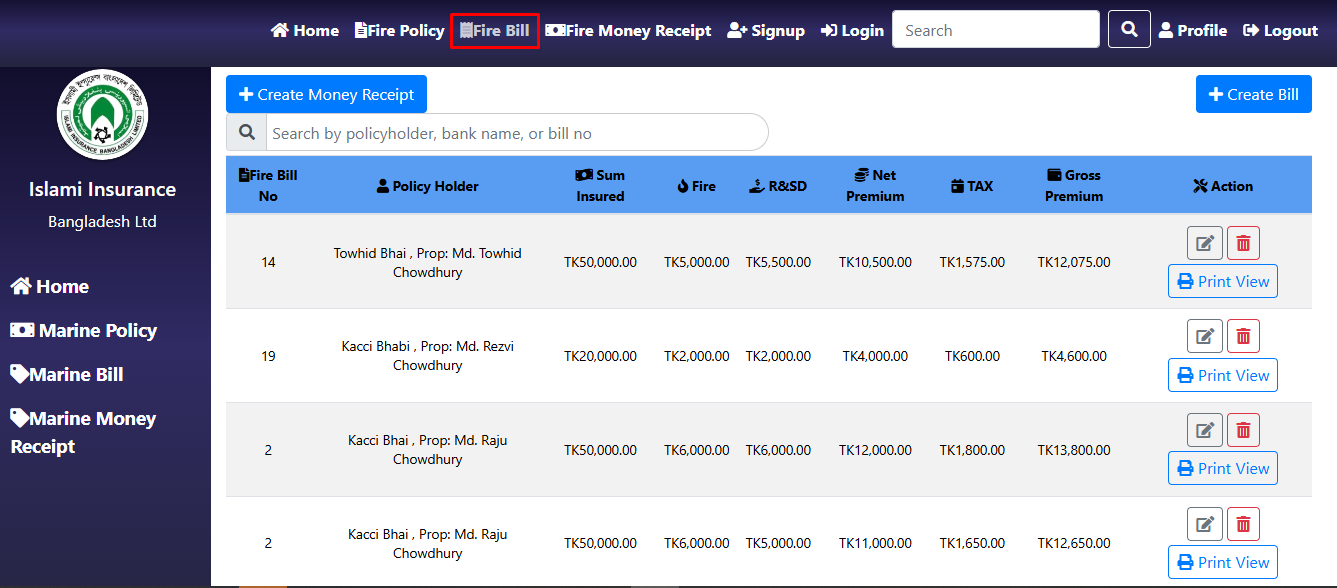 Home Fire Policy Fire Bill Fire Money Receipt Signup Login Search Profile Logout
Islami Insurance
Bangladesh Ltd
Home
Marine Policy
Marine Bill
Marine Money
Receipt
Create Money Receipt Create Bill
Search by policyholder, bank name, or bill no
Fire Bill No Policy Holder Sum Insured Fire R&SD Net Premium TAX Gross Premium Action
14 Towhid Bhai , Prop: Md. Towhid Chowdhury TK50,000.00 TK5,000.00 TK5,500.00 TK10,500.00 TK1,575.00 TK12,075.00
Print View
19 Kacci Bhabi , Prop: Md. Rezvi Chowdhury TK20,000.00 TK2,000.00 TK2,000.00 TK4,000.00 TK600.00 TK4,600.00
Print View
2 Kacci Bhai , Prop: Md. Raju Chowdhury TK50,000.00 TK6,000.00 TK6,000.00 TK12,000.00 TK1,800.00 TK13,800.00
Print View
2 Kacci Bhai , Prop: Md. Raju Chowdhury TK50,000.00 TK6,000.00 TK5,000.00 TK11,000.00 TK1,650.00 TK12,650.00
Print View